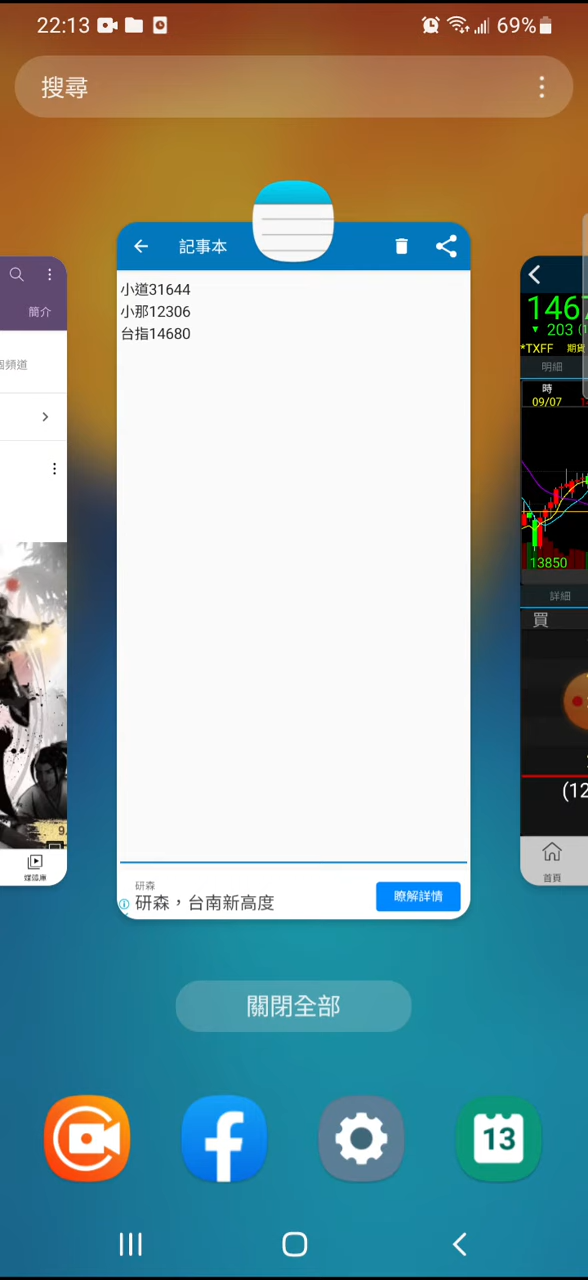 22:13
69%
搜尋
記事本
小道31644
小那12306
台指14680
簡介
個頻道
9.
媒體庫
146
▼ 203 (1
*TXFF 期貨
明細
時
09/07
13850
詳細
買
(12
首頁
研森
研森，台南新高度
瞭解詳情
關閉全部
13